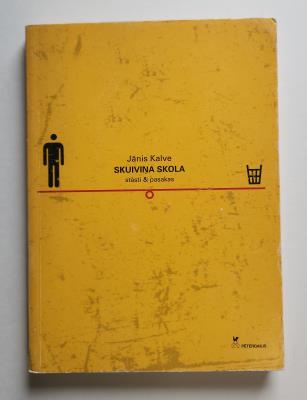 Jānis Kalve
SKUIVIŅA SKOLA
stāsti & pasakas
PĒTERGAILIS